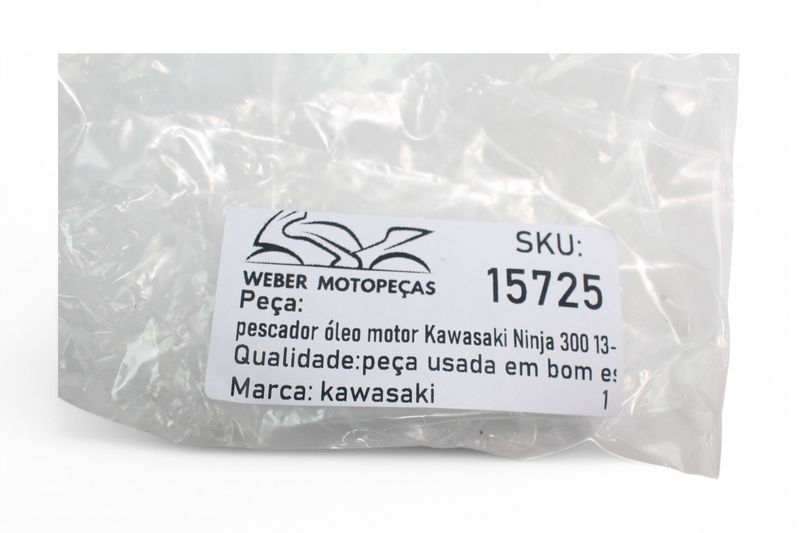 SKU:
15725
WEBER MOTOPEÇAS
Peça:
pescador óleo motor Kawasaki Ninja 300 13-
Qualidade:peça usada em bom es
Marca: kawasaki
1